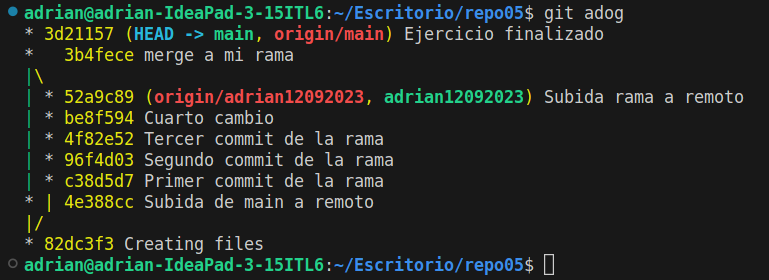 adrian@adrian-IdeaPad-3-15ITL6:~/Escritorio/repo05$ git adog
* 3d21157 (HEAD -> main, origin/main) Ejercicio finalizado
*   3b4fece merge a mi rama
|\
| * 52a9c89 (origin/adrian12092023, adrian12092023) Subida rama a remoto
| * be8f594 Cuarto cambio
| * 4f82e52 Tercer commit de la rama
| * 96f4d03 Segundo commit de la rama
| * c38d5d7 Primer commit de la rama
* | 4e388cc Subida de main a remoto
|/
* 82dc3f3 Creating files
adrian@adrian-IdeaPad-3-15ITL6:~/Escritorio/repo05$